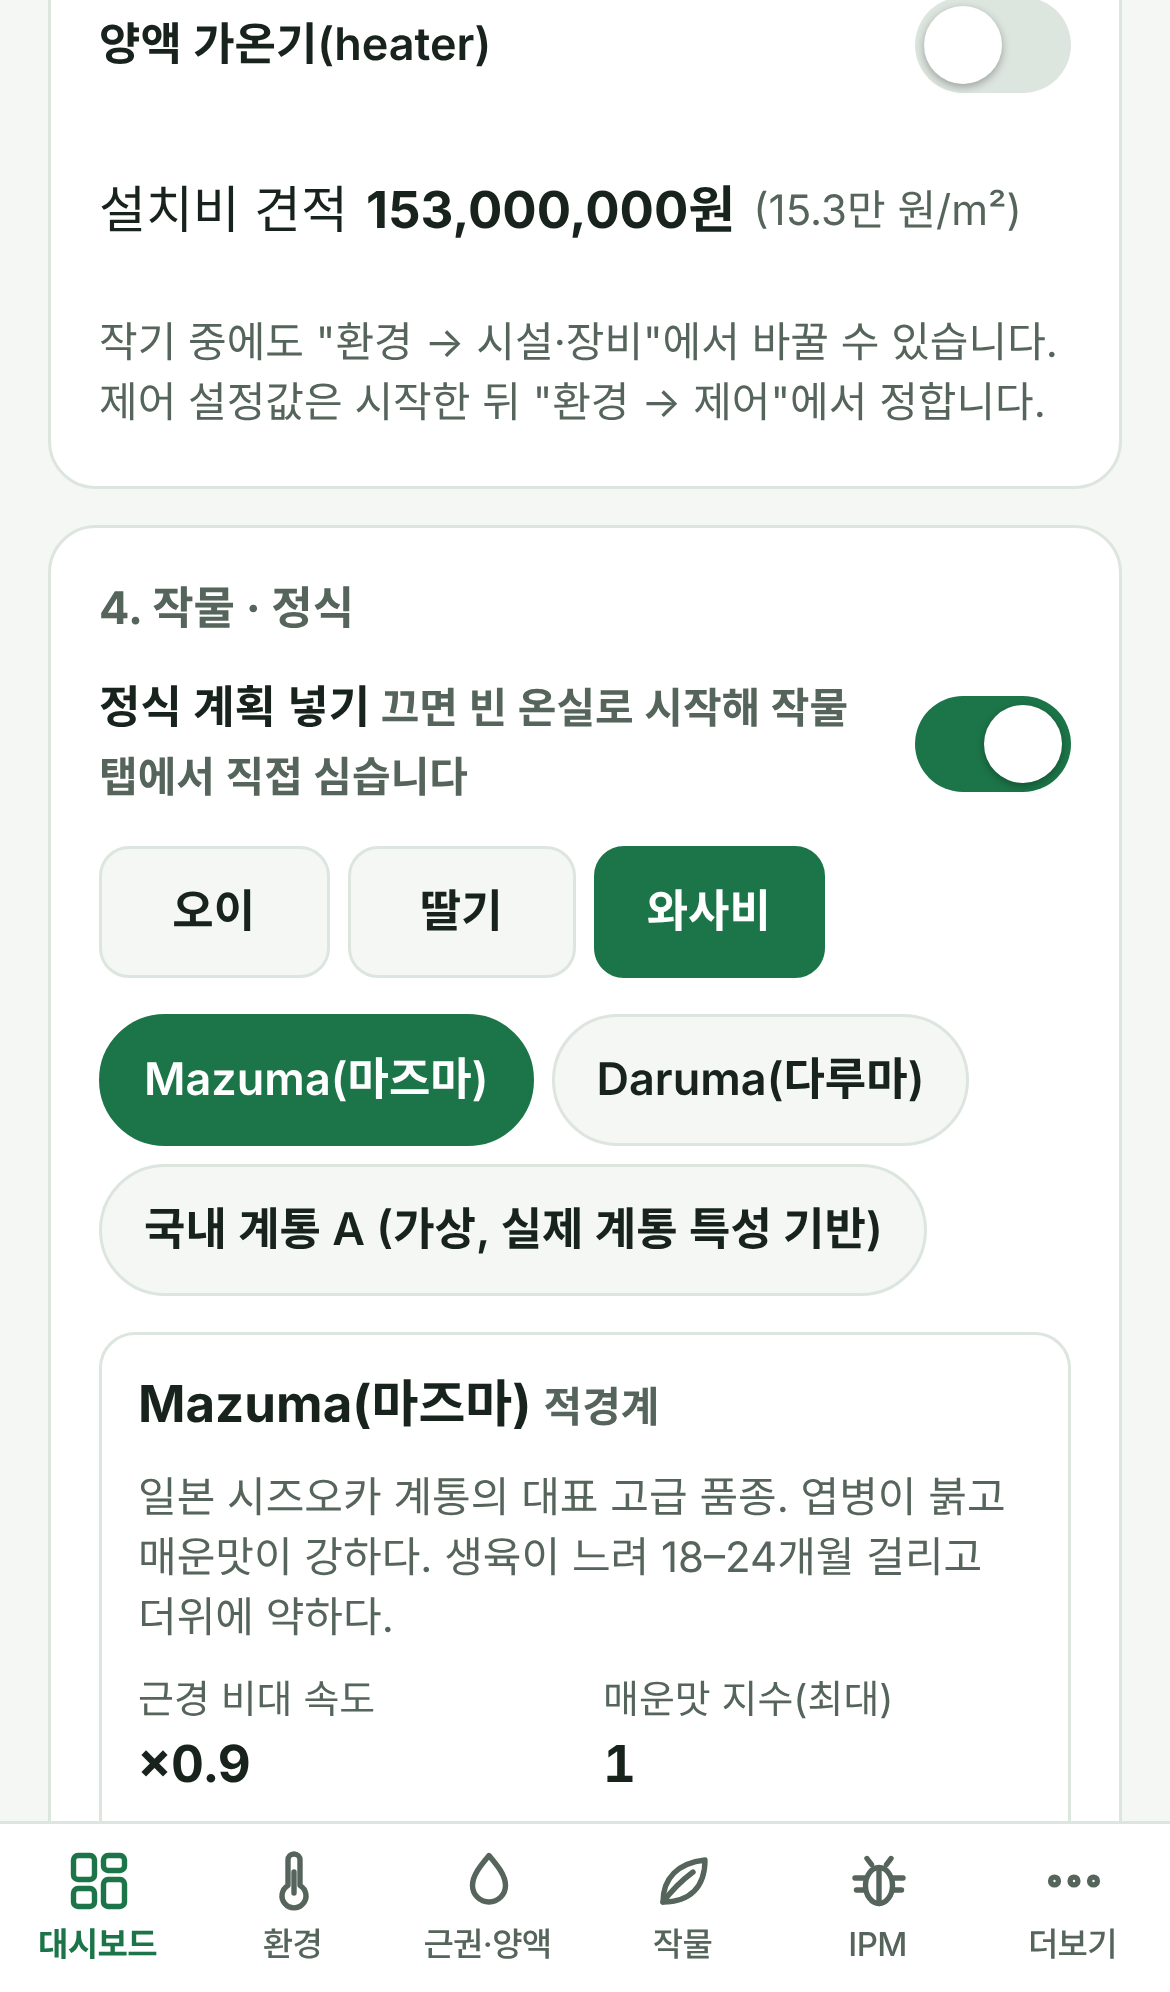 양액 가온기(heater)
설치비 견적 153,000,000원 (15.3만 원/m²)
작기 중에도 "환경 → 시설·장비"에서 바꿀 수 있습니다.
제어 설정값은 시작한 뒤 "환경 → 제어"에서 정합니다.
4. 작물 · 정식
정식 계획 넣기 끄면 빈 온실로 시작해 작물
탭에서 직접 심습니다
오이 딸기 와사비
Mazuma(마즈마) Daruma(다루마)
국내 계통 A (가상, 실제 계통 특성 기반)
Mazuma(마즈마) 적경계
일본 시즈오카 계통의 대표 고급 품종. 엽병이 붉고
매운맛이 강하다. 생육이 느려 18–24개월 걸리고
더위에 약하다.
근경 비대 속도 매운맛 지수(최대)
×0.9 1
대시보드 환경 근권·양액 작물 IPM 더보기